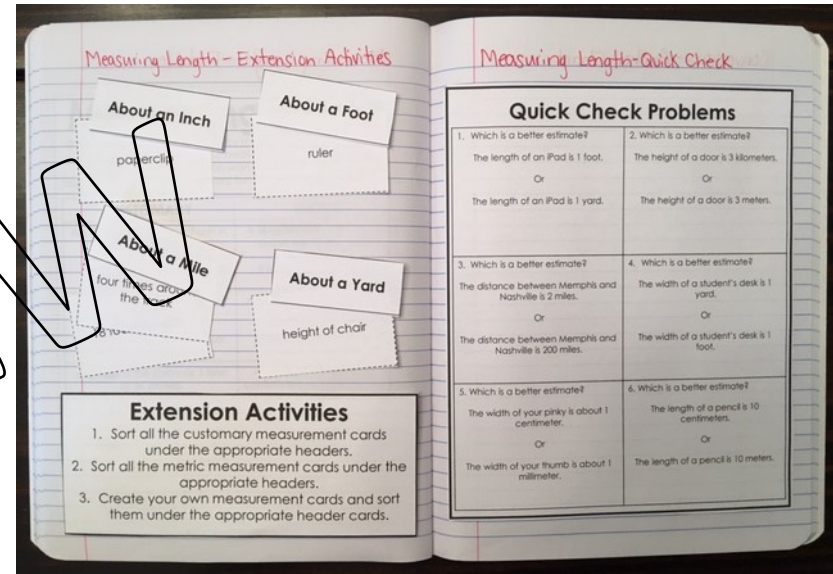 Measuring Length - Extension Activities
About an Inch
paperclip
About a Foot
ruler
About a Mile
four times around
the track
About a Yard
height of chair
Extension Activities
1. Sort all the customary measurement cards
under the appropriate headers.
2. Sort all the metric measurement cards under the
appropriate headers.
3. Create your own measurement cards and sort
them under the appropriate header cards.
Measuring Length-Quick Check
Quick Check Problems
1. Which is a better estimate?
The length of an iPad is 1 foot.
Or
The length of an iPad is 1 yard.
2. Which is a better estimate?
The height of a door is 3 kilometers.
Or
The height of a door is 3 meters.
3. Which is a better estimate?
The distance between Memphis and
Nashville is 2 miles.
Or
The distance between Memphis and
Nashville is 200 miles.
4. Which is a better estimate?
The width of a student's desk is 1
yard.
Or
The width of a student's desk is 1
foot.
5. Which is a better estimate?
The width of your pinky is about 1
centimeter.
Or
The width of your thumb is about 1
millimeter.
6. Which is a better estimate?
The length of a pencil is 10
centimeters.
Or
The length of a pencil is 10 meters.